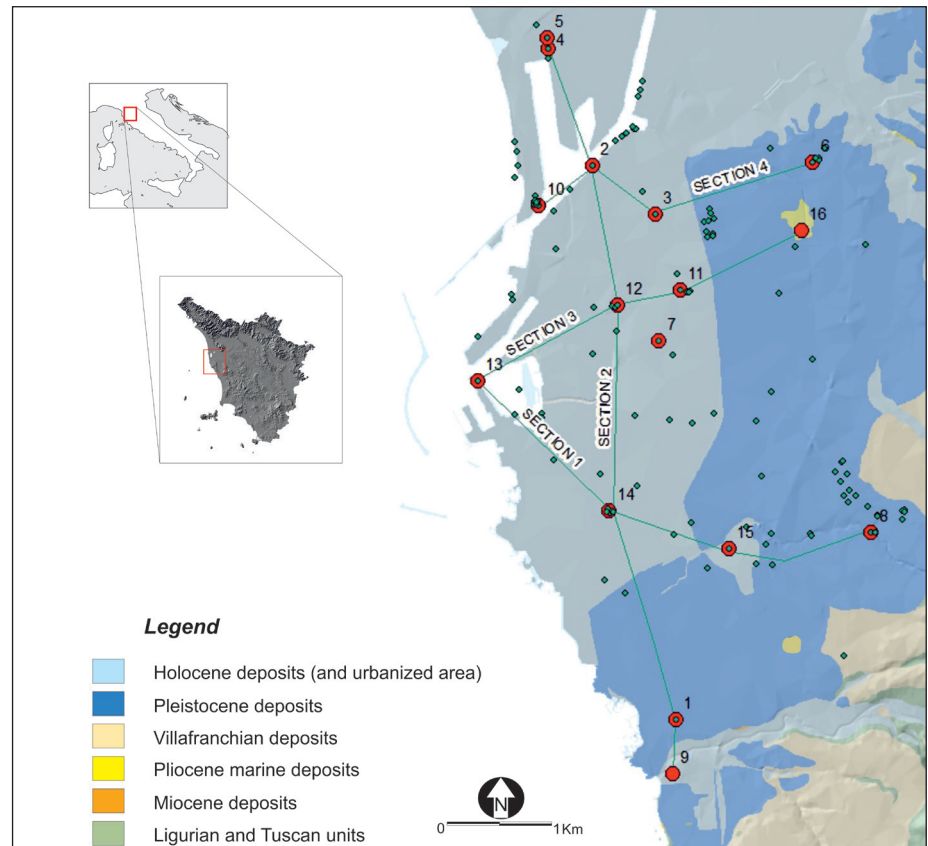 5
4
2
6
SECTION 4
10
3
16
11
12
SECTION 3
7
13
SECTION 2
SECTION 1
14
8
15
1
9
Legend
Holocene deposits (and urbanized area)
Pleistocene deposits
Villafranchian deposits
Pliocene marine deposits
Miocene deposits
Ligurian and Tuscan units
N
0 1Km